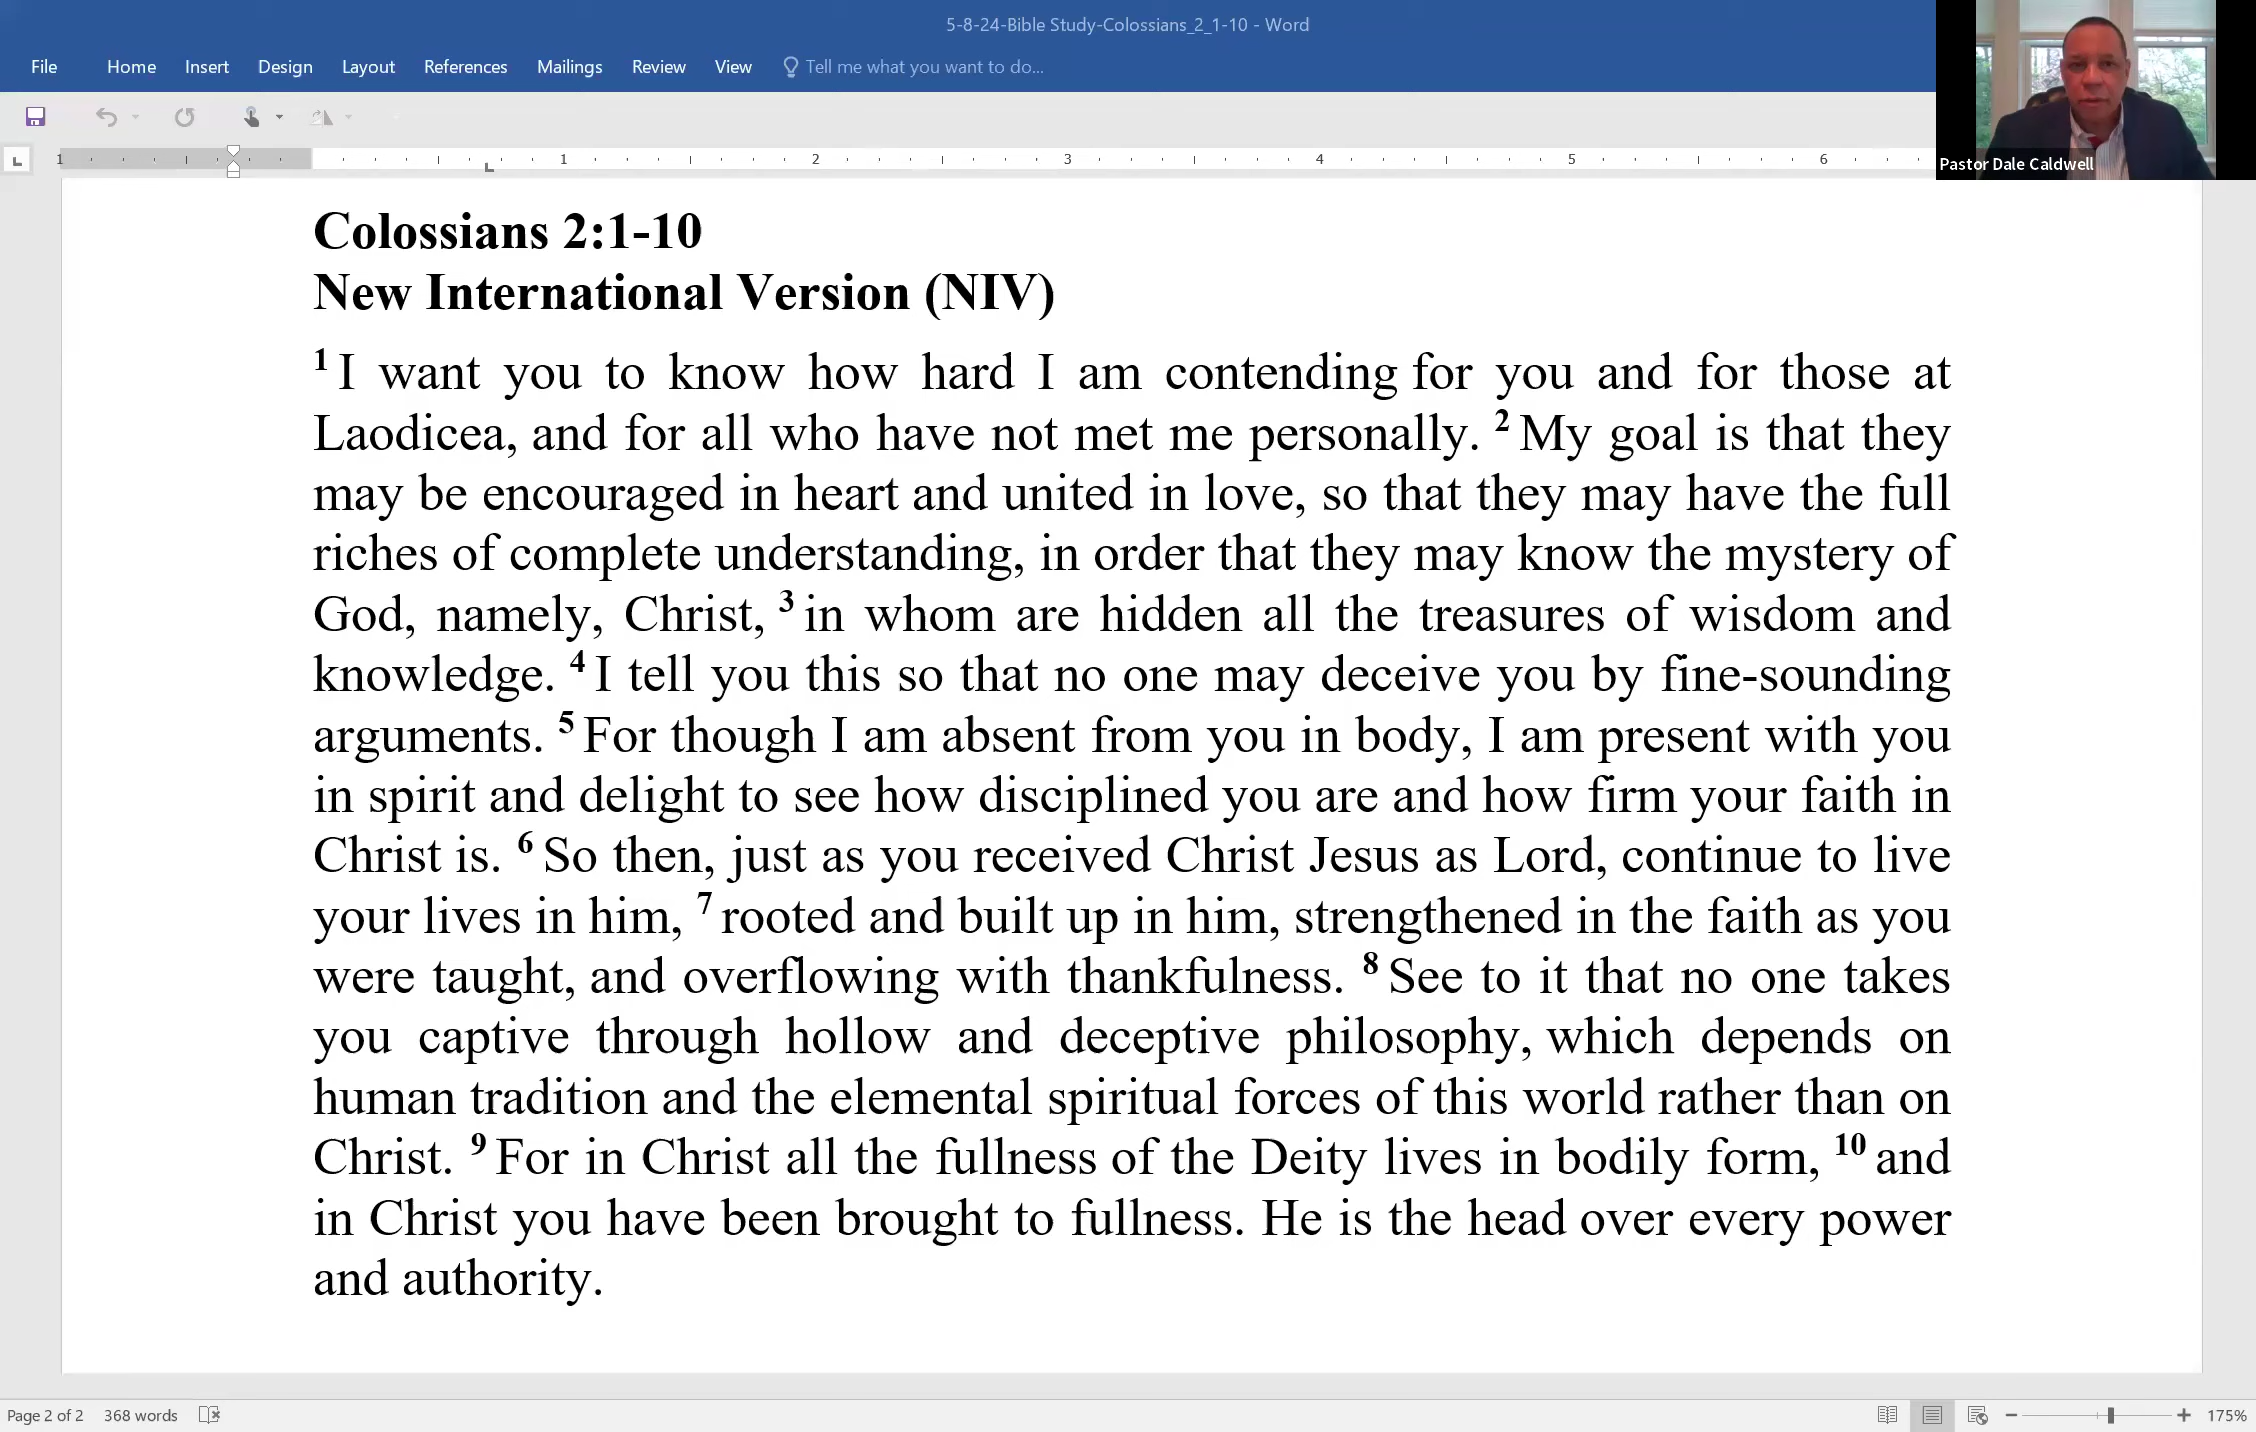 5-8-24-Bible Study-Colossians_2_1-10 - Word
File Home Insert Design Layout References Mailings Review View Tell me what you want to do...
Pastor Dale Caldwell
1 1 2 3 4 5 6
Colossians 2:1-10
New International Version (NIV)
1 I want you to know how hard I am contending for you and for those at
Laodicea, and for all who have not met me personally. 2 My goal is that they
may be encouraged in heart and united in love, so that they may have the full
riches of complete understanding, in order that they may know the mystery of
God, namely, Christ, 3 in whom are hidden all the treasures of wisdom and
knowledge. 4 I tell you this so that no one may deceive you by fine-sounding
arguments. 5 For though I am absent from you in body, I am present with you
in spirit and delight to see how disciplined you are and how firm your faith in
Christ is. 6 So then, just as you received Christ Jesus as Lord, continue to live
your lives in him, 7 rooted and built up in him, strengthened in the faith as you
were taught, and overflowing with thankfulness. 8 See to it that no one takes
you captive through hollow and deceptive philosophy, which depends on
human tradition and the elemental spiritual forces of this world rather than on
Christ. 9 For in Christ all the fullness of the Deity lives in bodily form, 10 and
in Christ you have been brought to fullness. He is the head over every power
and authority.
Page 2 of 2 368 words 175%